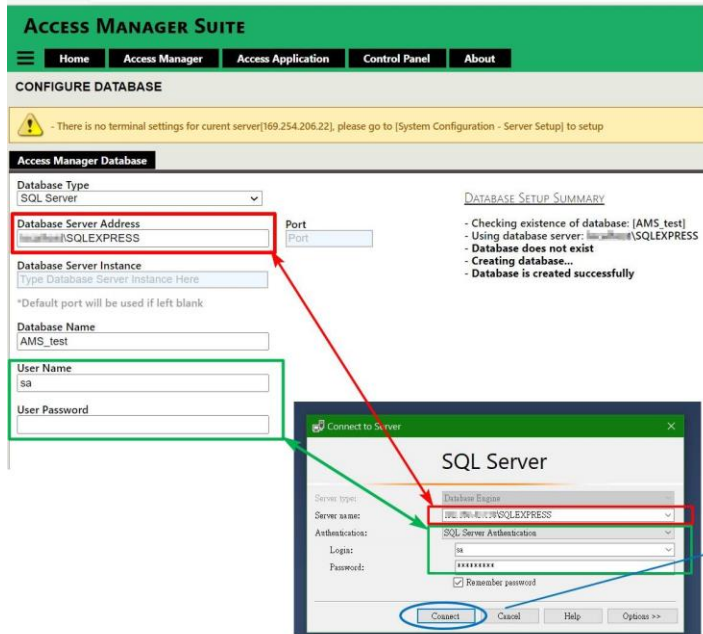 ACCESS MANAGER SUITE
Home Access Manager Access Application Control Panel About
CONFIGURE DATABASE
- There is no terminal settings for curent server[169.254.206.22], please go to [System Configuration - Server Setup] to setup
Access Manager Database
Database Type
SQL Server
Database Server Address
\SQLEXPRESS
Port
Port
Database Server Instance
Type Database Server Instance Here
*Default port will be used if left blank
Database Name
AMS_test
User Name
sa
User Password
DATABASE SETUP SUMMARY
- Checking existence of database: [AMS_test]
- Using database server: \SQLEXPRESS
- Database does not exist
- Creating database...
- Database is created successfully
Connect to Server
SQL Server
Server type: Database Engine
Server name: \SQLEXPRESS
Authentication: SQL Server Authentication
Login: sa
Password: *********
Remember password
Connect Cancel Help Options >>